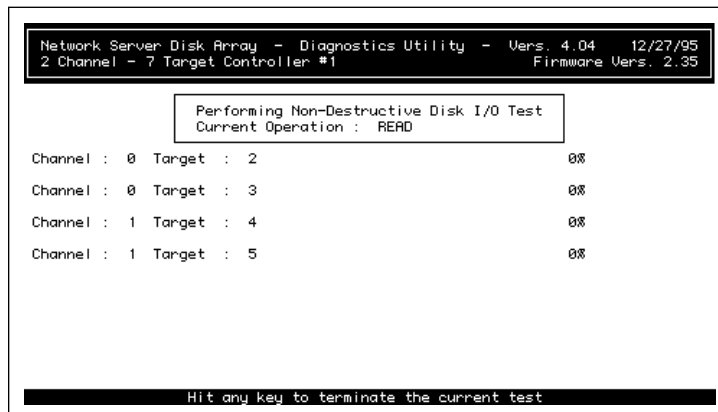 Network Server Disk Array - Diagnostics Utility - Vers. 4.04 12/27/95
2 Channel - 7 Target Controller #1 Firmware Vers. 2.35
Performing Non-Destructive Disk I/O Test
Current Operation : READ
Channel : 0 Target : 2 0%
Channel : 0 Target : 3 0%
Channel : 1 Target : 4 0%
Channel : 1 Target : 5 0%
Hit any key to terminate the current test